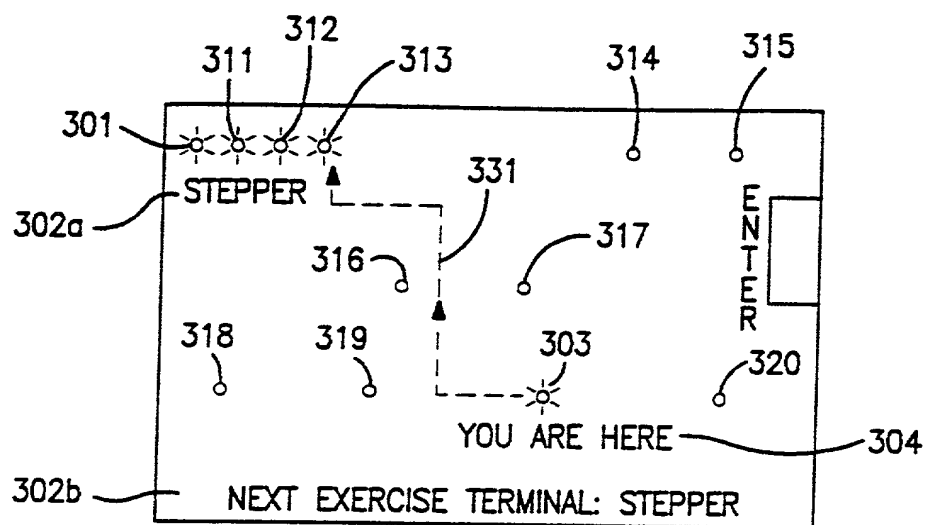 312
311
313
314
315
301
STEPPER
331
302a
ENTER
316
317
318
319
303
320
YOU ARE HERE
304
302b
NEXT EXERCISE TERMINAL: STEPPER